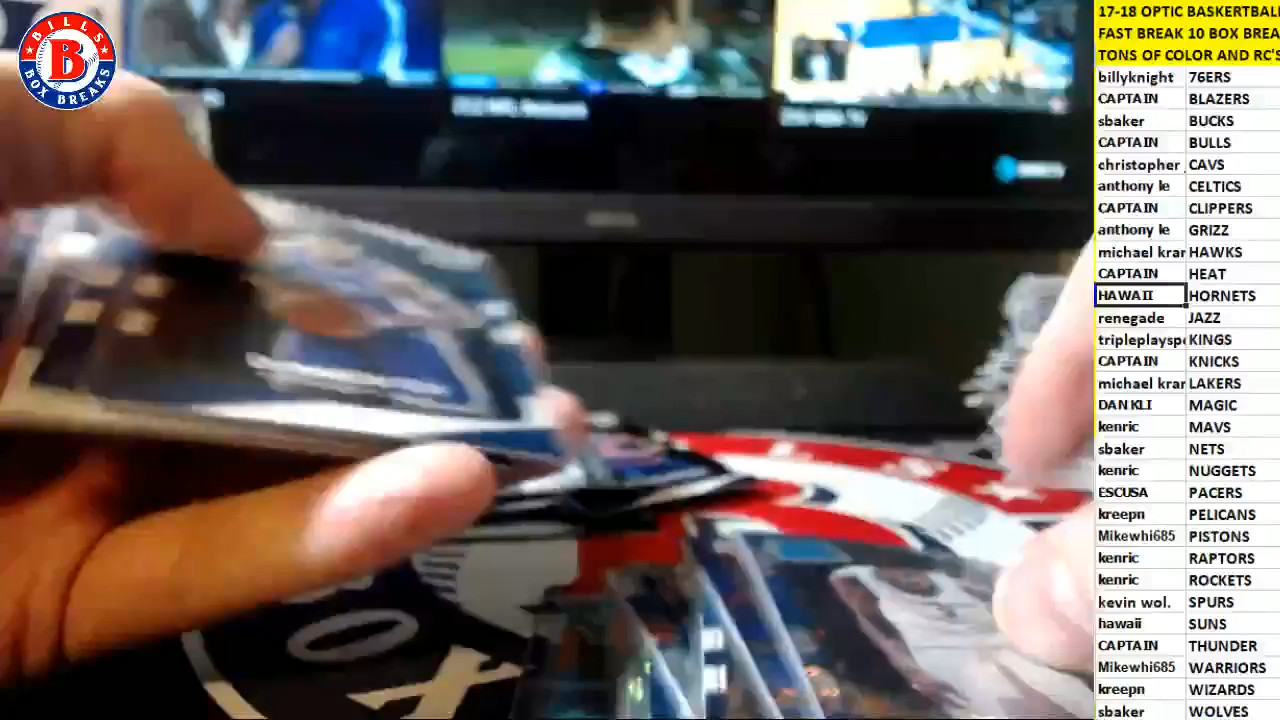 BILLS
B
BOX BREAKS
17-18 OPTIC BASKERTBAL
FAST BREAK 10 BOX BREA
TONS OF COLOR AND RC'S
billyknight 76ERS
CAPTAIN BLAZERS
sbaker BUCKS
CAPTAIN BULLS
christopher CAVS
anthony le CELTICS
CAPTAIN CLIPPERS
anthony le GRIZZ
michael krar HAWKS
CAPTAIN HEAT
HAWAII HORNETS
renegade JAZZ
tripleplayspo KINGS
CAPTAIN KNICKS
michael krar LAKERS
DAN KLI MAGIC
kenric MAVS
sbaker NETS
kenric NUGGETS
ESCUSA PACERS
kreepn PELICANS
Mikewhi685 PISTONS
kenric RAPTORS
kenric ROCKETS
kevin wol. SPURS
hawaii SUNS
CAPTAIN THUNDER
Mikewhi685 WARRIORS
kreepn WIZARDS
sbaker WOLVES
OX